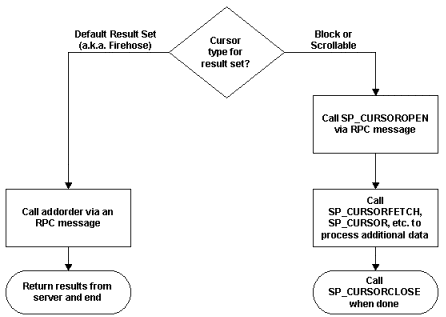 Default Result Set
(a.k.a. Firehose)
Cursor
type for
result set?
Block or
Scrollable
Call SP_CURSOROPEN
via RPC message
Call addorder via an
RPC message
Call
SP_CURSORFETCH,
SP_CURSOR, etc. to
process additional data
Return results from
server and end
Call
SP_CURSORCLOSE
when done